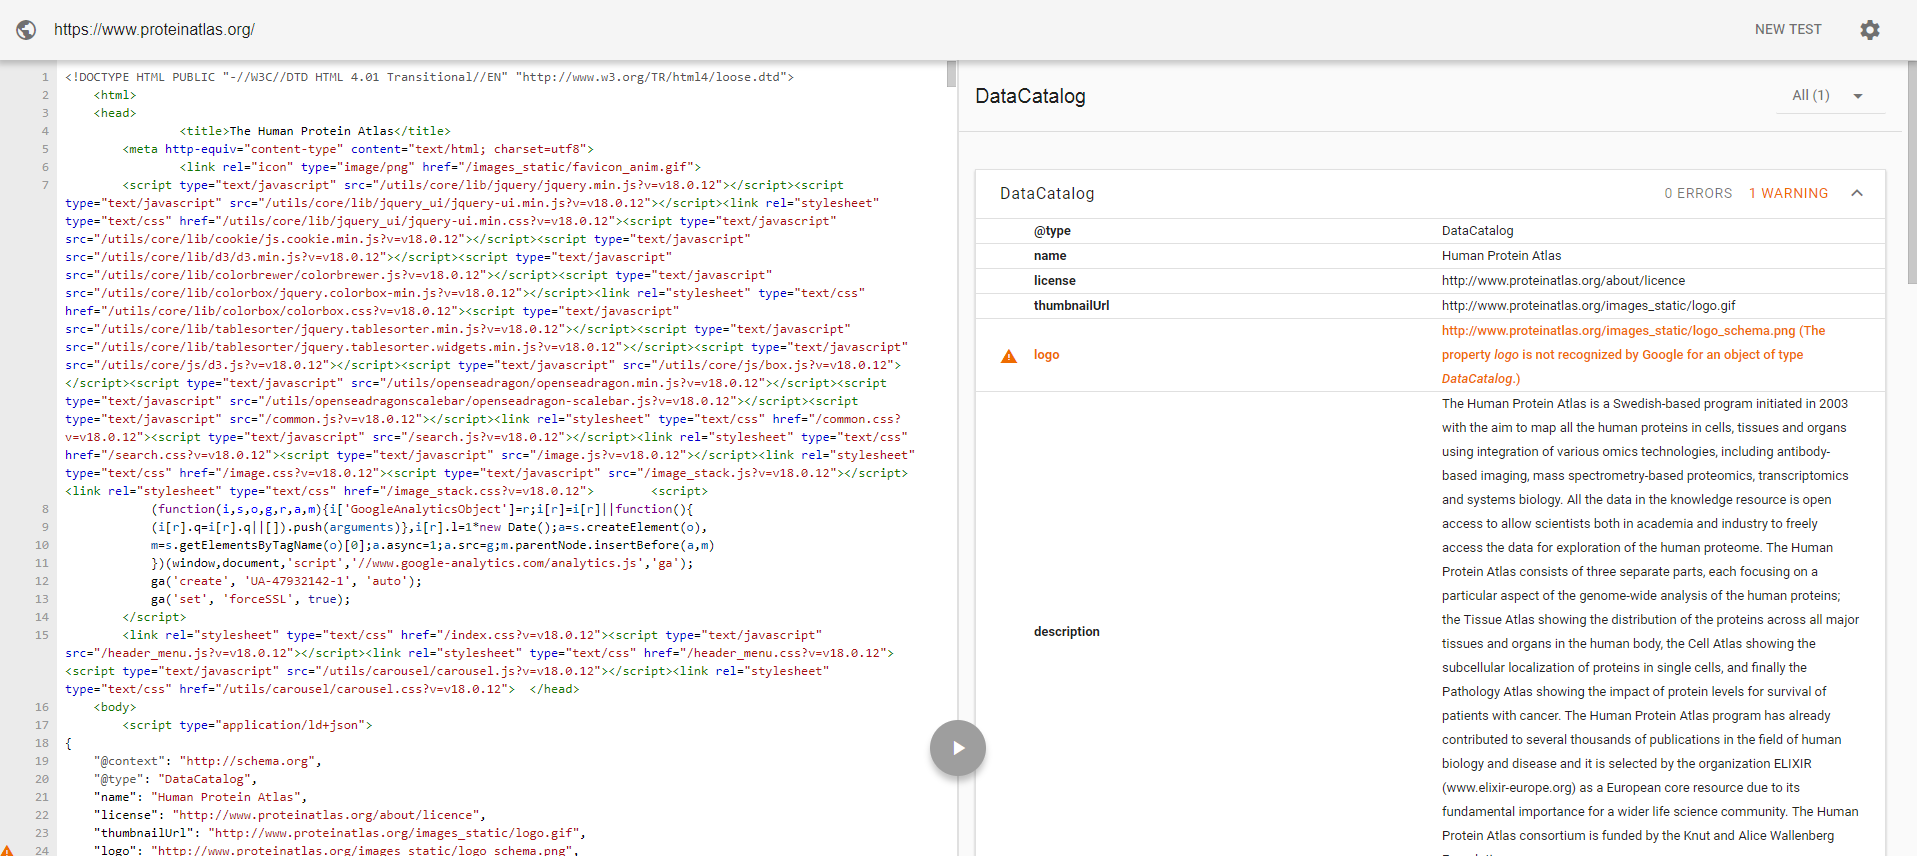 https://www.proteinatlas.org/
NEW TEST
1 <!DOCTYPE HTML PUBLIC "-//W3C//DTD HTML 4.01 Transitional//EN" "http://www.w3.org/TR/html4/loose.dtd">
2 <html>
3 <head>
4 <title>The Human Protein Atlas</title>
5 <meta http-equiv="content-type" content="text/html; charset=utf8">
6 <link rel="icon" type="image/png" href="/images_static/favicon_anim.gif">
7 <script type="text/javascript" src="/utils/core/lib/jquery/jquery.min.js?v=v18.0.12"></script><script
type="text/javascript" src="/utils/core/lib/jquery_ui/jquery-ui.min.js?v=v18.0.12"></script><link rel="stylesheet"
type="text/css" href="/utils/core/lib/jquery_ui/jquery-ui.min.css?v=v18.0.12"><script type="text/javascript"
src="/utils/core/lib/cookie/js.cookie.min.js?v=v18.0.12"></script><script type="text/javascript"
src="/utils/core/lib/d3/d3.min.js?v=v18.0.12"></script><script type="text/javascript"
src="/utils/core/lib/colorbrewer/colorbrewer.js?v=v18.0.12"></script><script type="text/javascript"
src="/utils/core/lib/colorbox/jquery.colorbox-min.js?v=v18.0.12"></script><link rel="stylesheet" type="text/css"
href="/utils/core/lib/colorbox/colorbox.css?v=v18.0.12"><script type="text/javascript"
src="/utils/core/lib/tablesorter/jquery.tablesorter.min.js?v=v18.0.12"></script><script type="text/javascript"
src="/utils/core/lib/tablesorter/jquery.tablesorter.widgets.min.js?v=v18.0.12"></script><script type="text/javascript"
src="/utils/core/js/d3.js?v=v18.0.12"></script><script type="text/javascript" src="/utils/core/js/box.js?v=v18.0.12">
</script><script type="text/javascript" src="/utils/openseadragon/openseadragon.min.js?v=v18.0.12"></script><script
type="text/javascript" src="/utils/openseadragonscalebar/openseadragon-scalebar.js?v=v18.0.12"></script><script
type="text/javascript" src="/common.js?v=v18.0.12"></script><link rel="stylesheet" type="text/css" href="/common.css?
v=v18.0.12"><script type="text/javascript" src="/search.js?v=v18.0.12"></script><link rel="stylesheet" type="text/css"
href="/search.css?v=v18.0.12"><script type="text/javascript" src="/image.js?v=v18.0.12"></script><link rel="stylesheet"
type="text/css" href="/image.css?v=v18.0.12"><script type="text/javascript" src="/image_stack.js?v=v18.0.12"></script>
<link rel="stylesheet" type="text/css" href="/image_stack.css?v=v18.0.12"> <script>
8 (function(i,s,o,g,r,a,m){i['GoogleAnalyticsObject']=r;i[r]=i[r]||function(){
9 (i[r].q=i[r].q||[]).push(arguments)},i[r].l=1*new Date();a=s.createElement(o),
10 m=s.getElementsByTagName(o)[0];a.async=1;a.src=g;m.parentNode.insertBefore(a,m)
11 })(window,document,'script','//www.google-analytics.com/analytics.js','ga');
12 ga('create', 'UA-47932142-1', 'auto');
13 ga('set', 'forceSSL', true);
14 </script>
15 <link rel="stylesheet" type="text/css" href="/index.css?v=v18.0.12"><script type="text/javascript"
src="/header_menu.js?v=v18.0.12"></script><link rel="stylesheet" type="text/css" href="/header_menu.css?v=v18.0.12">
<script type="text/javascript" src="/utils/carousel/carousel.js?v=v18.0.12"></script><link rel="stylesheet"
type="text/css" href="/utils/carousel/carousel.css?v=v18.0.12"> </head>
16 <body>
17 <script type="application/ld+json">
18 {
19 "@context": "http://schema.org",
20 "@type": "DataCatalog",
21 "name": "Human Protein Atlas",
22 "license": "http://www.proteinatlas.org/about/licence",
23 "thumbnailUrl": "http://www.proteinatlas.org/images_static/logo.gif",
24 "logo": "http://www.proteinatlas.org/images_static/logo_schema.png",
DataCatalog
All (1)
DataCatalog
0 ERRORS 1 WARNING
@type DataCatalog
name Human Protein Atlas
license http://www.proteinatlas.org/about/licence
thumbnailUrl http://www.proteinatlas.org/images_static/logo.gif
http://www.proteinatlas.org/images_static/logo_schema.png (The
logo property logo is not recognized by Google for an object of type
DataCatalog.)
The Human Protein Atlas is a Swedish-based program initiated in 2003
with the aim to map all the human proteins in cells, tissues and organs
using integration of various omics technologies, including antibody-
based imaging, mass spectrometry-based proteomics, transcriptomics
and systems biology. All the data in the knowledge resource is open
access to allow scientists both in academia and industry to freely
access the data for exploration of the human proteome. The Human
Protein Atlas consists of three separate parts, each focusing on a
particular aspect of the genome-wide analysis of the human proteins;
the Tissue Atlas showing the distribution of the proteins across all major
description
tissues and organs in the human body, the Cell Atlas showing the
subcellular localization of proteins in single cells, and finally the
Pathology Atlas showing the impact of protein levels for survival of
patients with cancer. The Human Protein Atlas program has already
contributed to several thousands of publications in the field of human
biology and disease and it is selected by the organization ELIXIR
(www.elixir-europe.org) as a European core resource due to its
fundamental importance for a wider life science community. The Human
Protein Atlas consortium is funded by the Knut and Alice Wallenberg